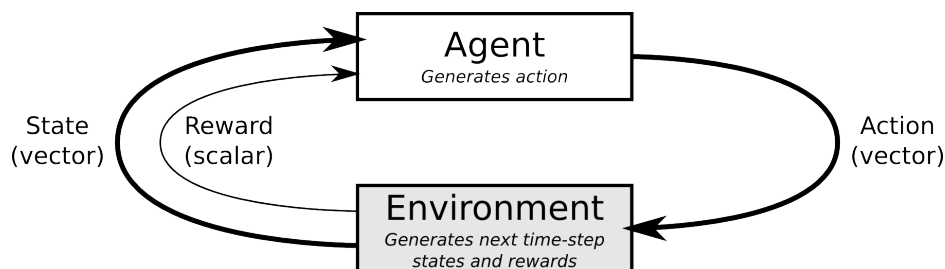 Agent
Generates action
State
(vector)
Reward
(scalar)
Action
(vector)
Environment
Generates next time-step
states and rewards